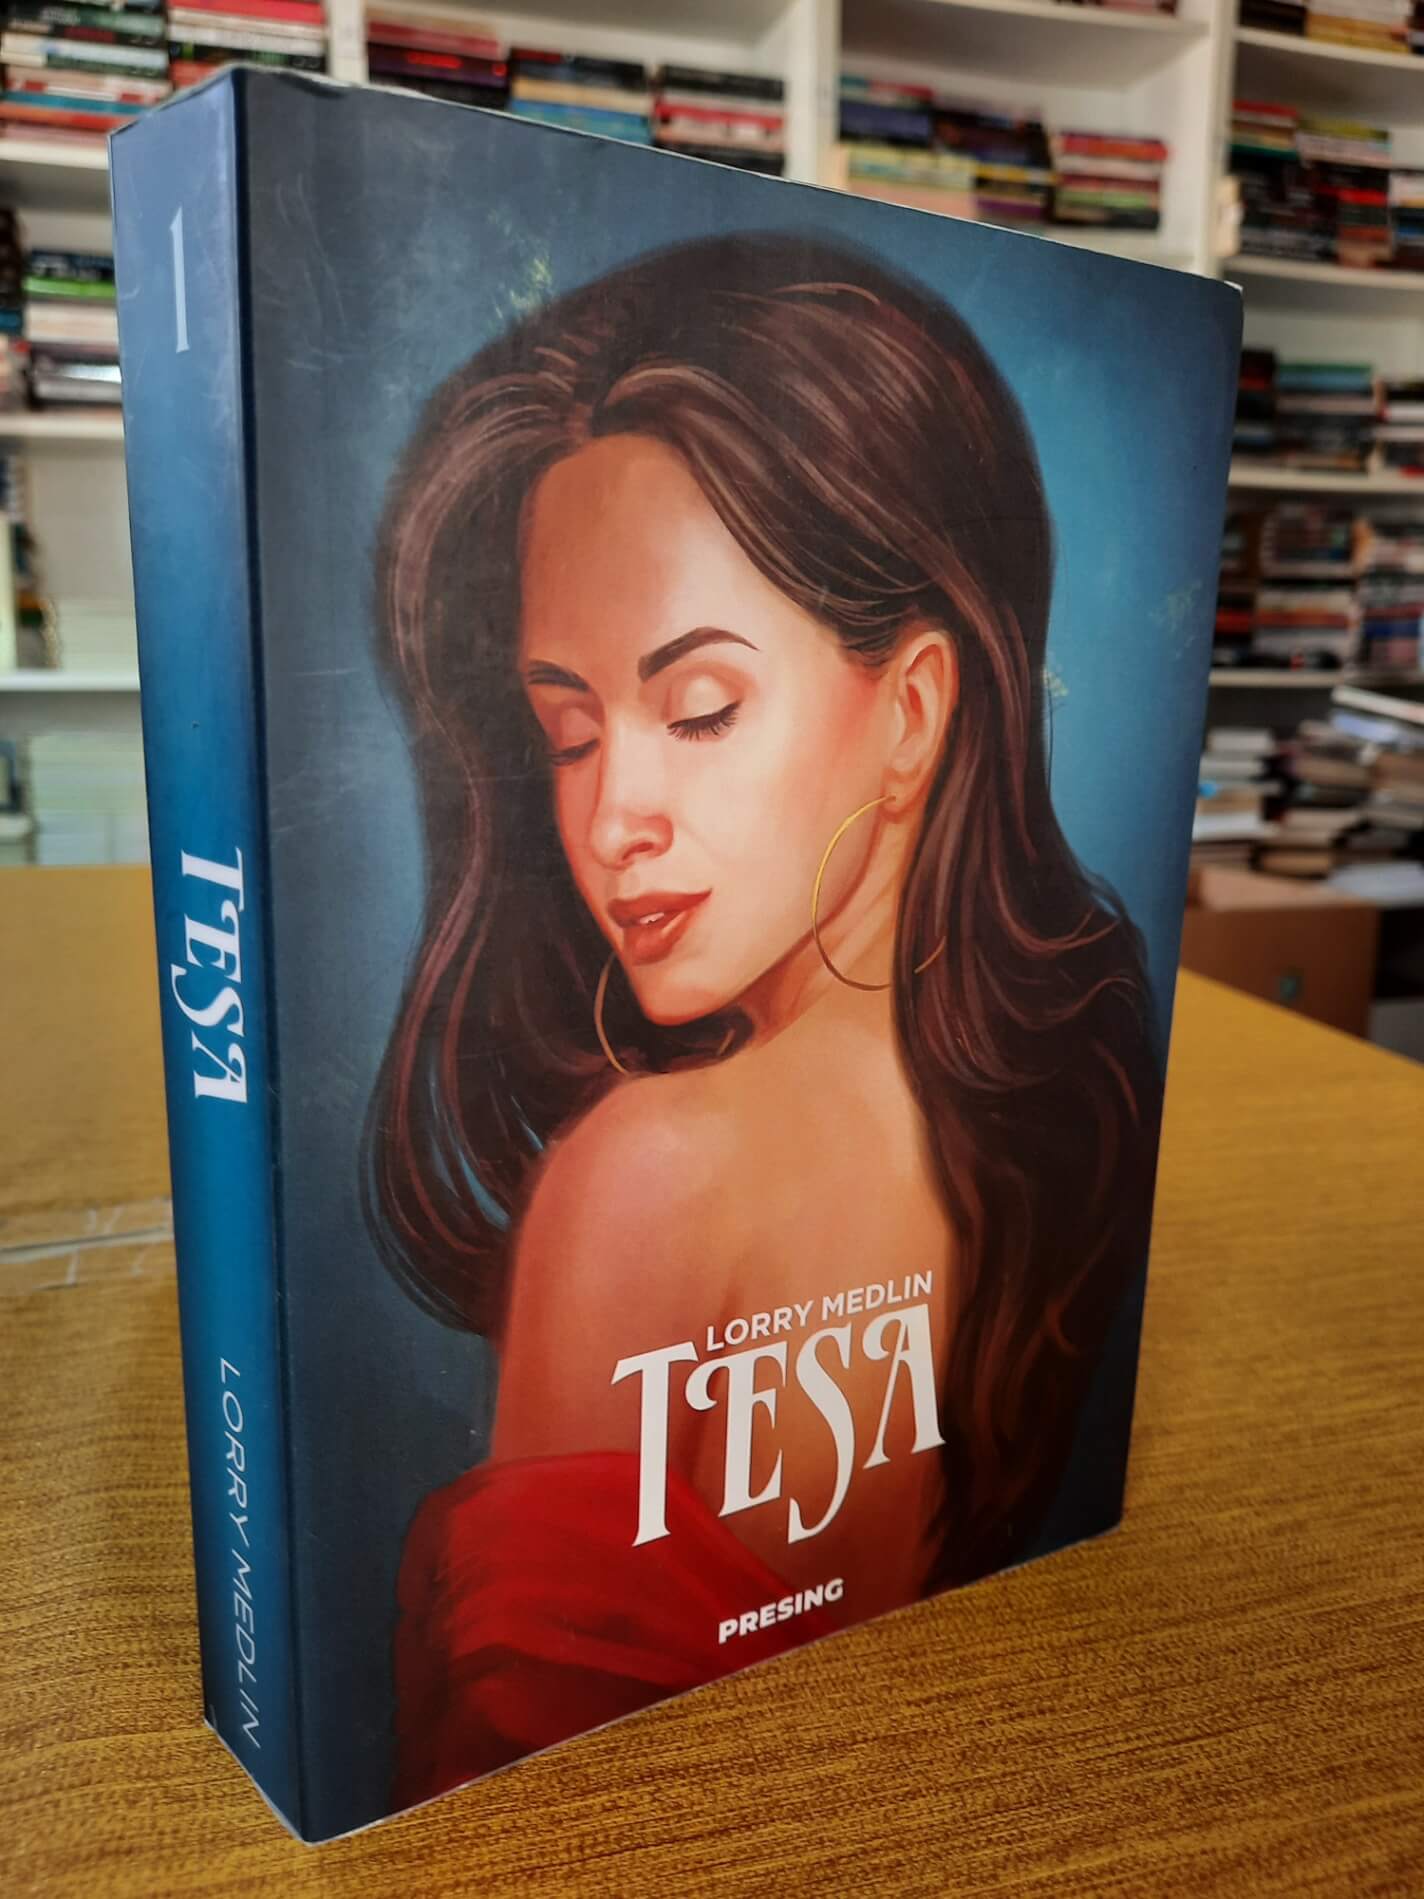 1
TESA
LORRY MEDLIN
LORRY MEDLIN
TESA
PRESING